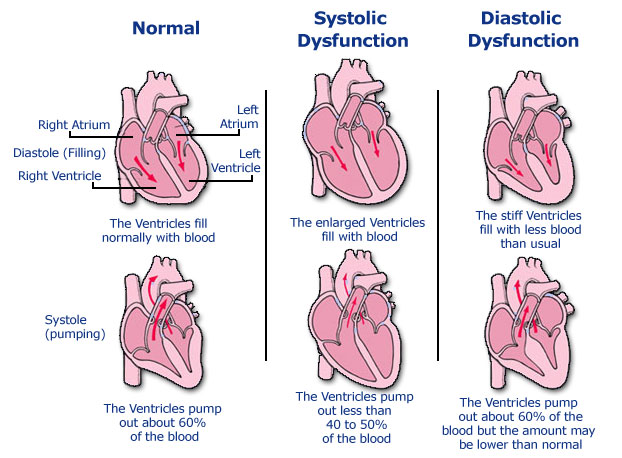 Normal
Systolic
Dysfunction
Diastolic
Dysfunction
Right Atrium
Left
Atrium
Diastole (Filling)
Left
Ventricle
Right Ventricle
The Ventricles fill
normally with blood
The enlarged Ventricles
fill with blood
The stiff Ventricles
fill with less blood
than usual
Systole
(pumping)
The Ventricles pump
out about 60%
of the blood
The Ventricles pump
out less than
40 to 50%
of the blood
The Ventricles pump
out about 60% of the
blood but the amount may
be lower than normal